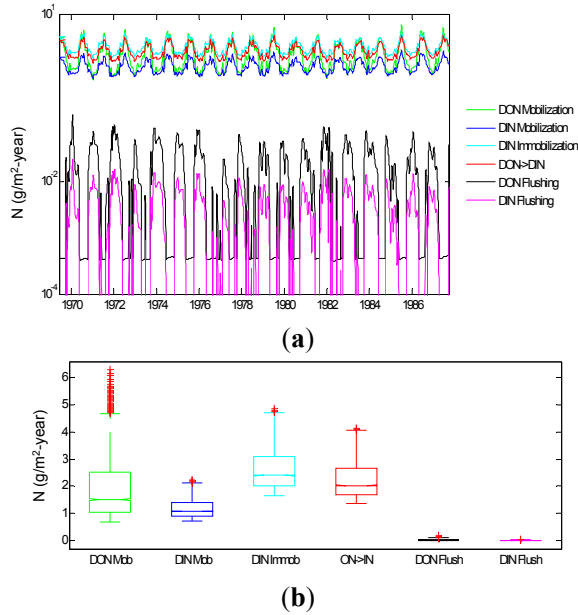 10^1
10^-2
10^-4
N (g/m²-year)
1970 1972 1974 1976 1978 1980 1982 1984 1986
DON Mobilization
DIN Mobilization
DIN Immobilization
DON->DIN
DON Flushing
DIN Flushing
(a)
6
5
4
3
2
1
0
N (g/m²-year)
DON Mob DIN Mob DIN Immob ON->IN DON Flush DIN Flush
(b)